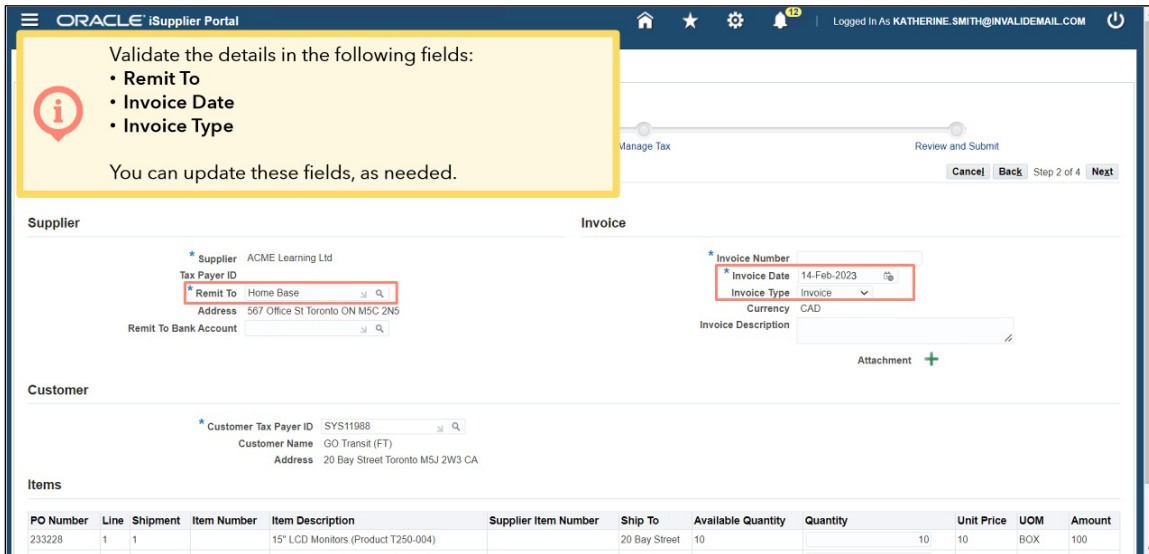 ORACLE iSupplier Portal
12
Logged In As KATHERINE.SMITH@INVALIDEMAIL.COM
Validate the details in the following fields:
• Remit To
• Invoice Date
• Invoice Type
You can update these fields, as needed.
Manage Tax
Review and Submit
Cancel Back Step 2 of 4 Next
Supplier
* Supplier ACME Learning Ltd
Tax Payer ID
* Remit To Home Base
Address 567 Office St Toronto ON M5C 2N5
Remit To Bank Account
Invoice
* Invoice Number
* Invoice Date 14-Feb-2023
Invoice Type Invoice
Currency CAD
Invoice Description
Attachment
Customer
* Customer Tax Payer ID SYS11988
Customer Name GO Transit (FT)
Address 20 Bay Street Toronto M5J 2W3 CA
Items
PO Number Line Shipment Item Number Item Description Supplier Item Number Ship To Available Quantity Quantity Unit Price UOM Amount
233228 1 1 15" LCD Monitors (Product T250-004) 20 Bay Street 10 10 10 BOX 100